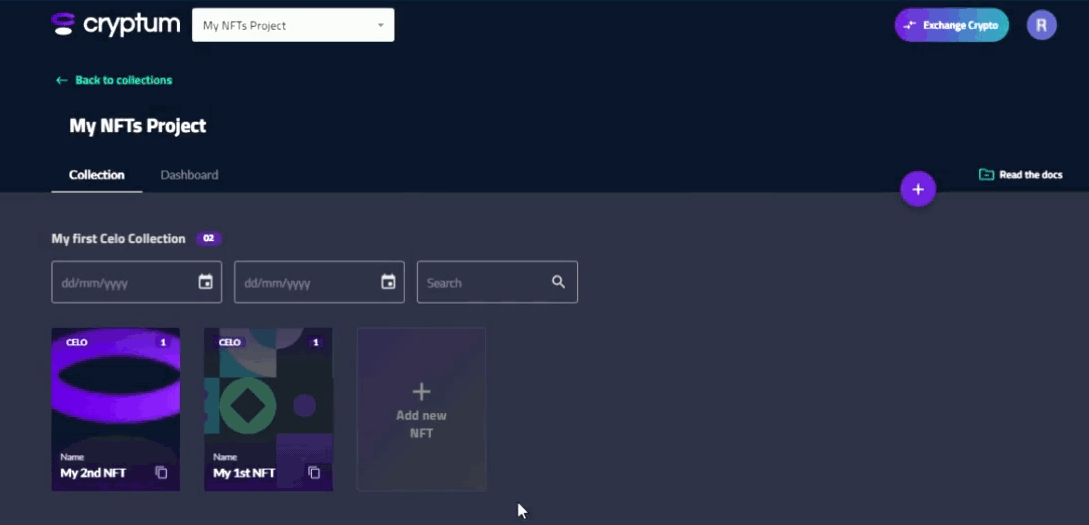 cryptum
My NFTs Project
Exchange Crypto
R
Back to collections
My NFTs Project
Collection
Dashboard
+
Read the docs
My first Celo Collection
02
dd/mm/yyyy
dd/mm/yyyy
Search
CELO
1
Name
My 2nd NFT
CELO
1
Name
My 1st NFT
+
Add new
NFT